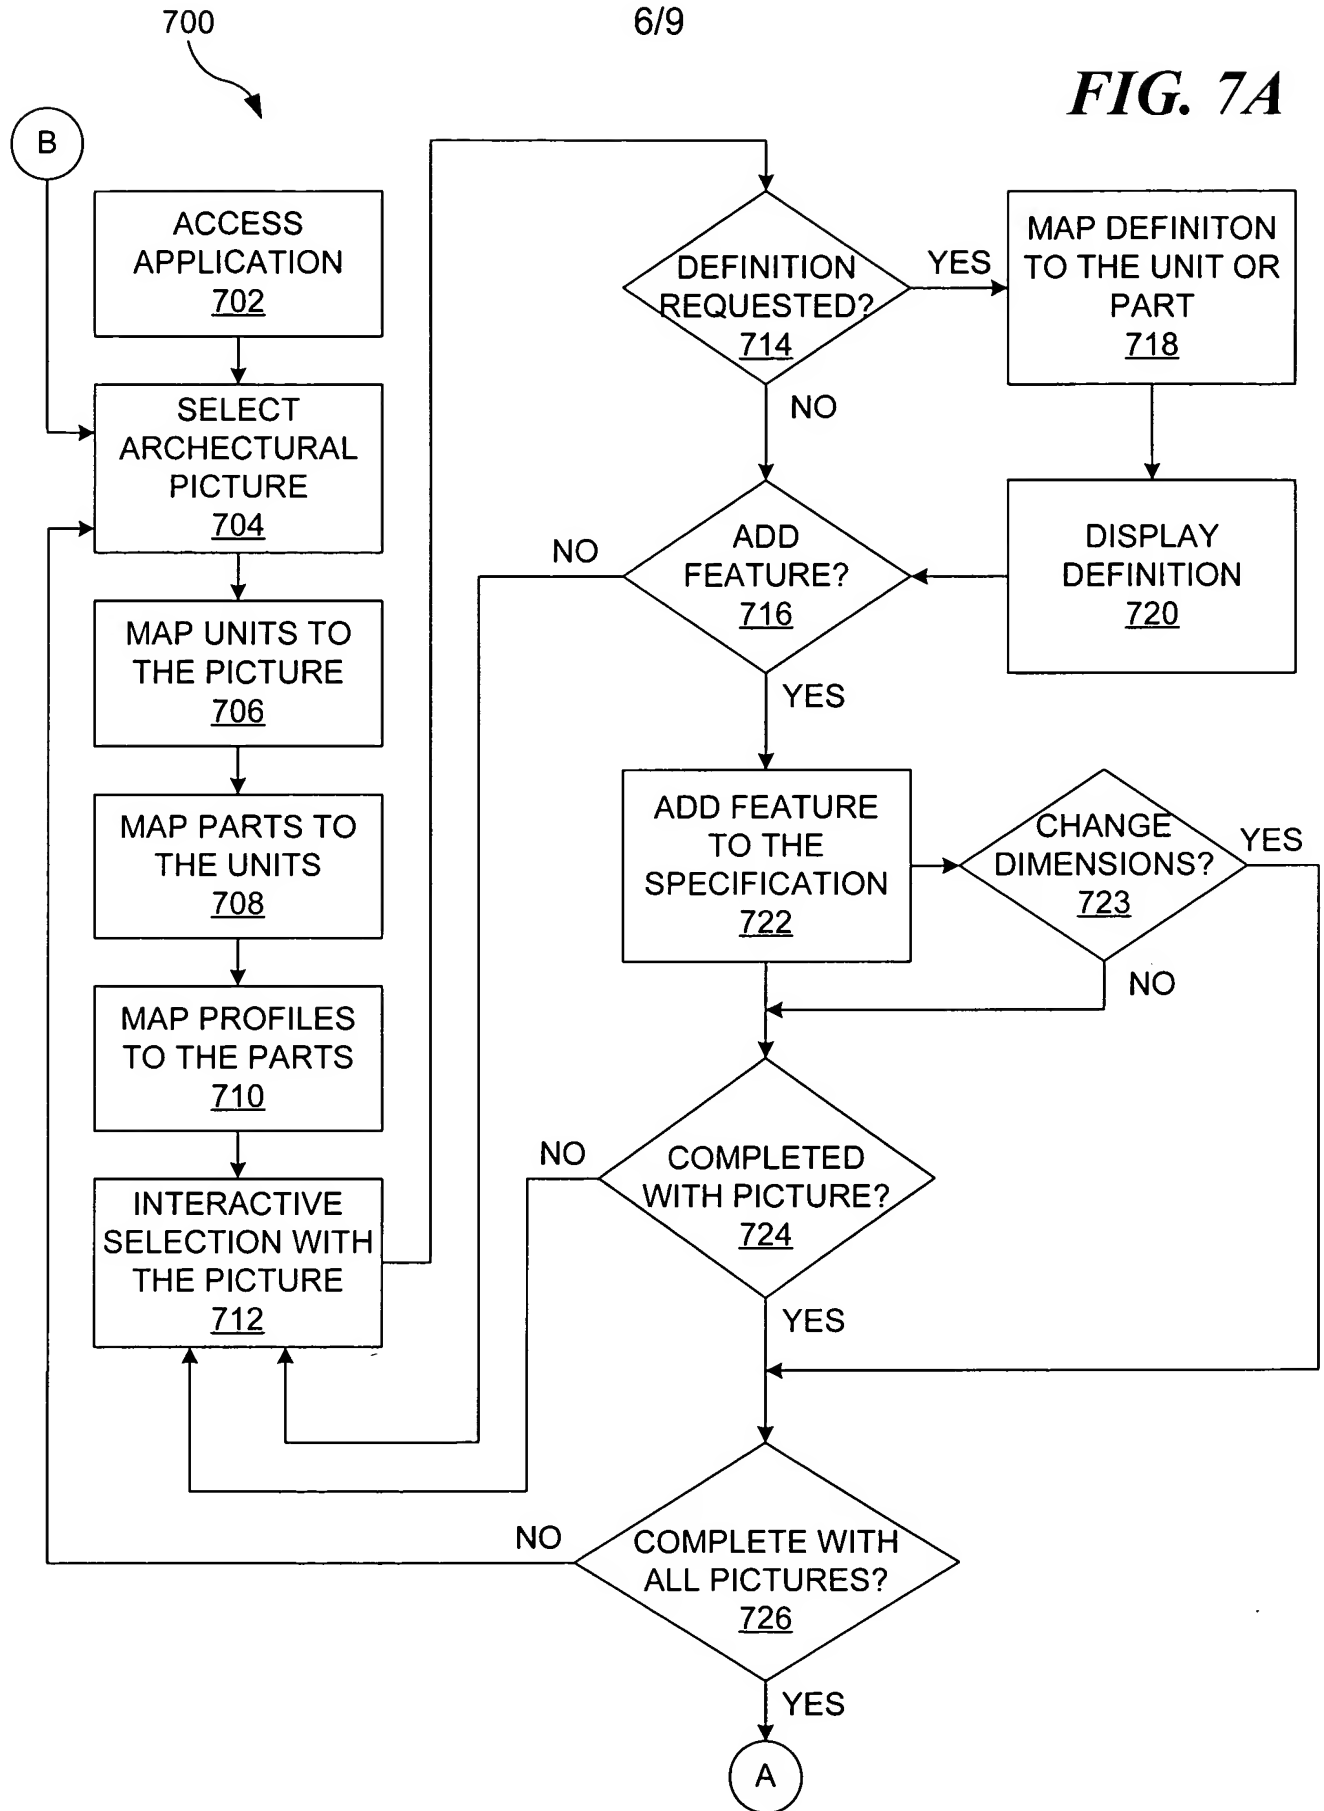 700
6/9
FIG. 7A
B
ACCESS
APPLICATION
702
SELECT
ARCHECTURAL
PICTURE
704
MAP UNITS TO
THE PICTURE
706
MAP PARTS TO
THE UNITS
708
MAP PROFILES
TO THE PARTS
710
INTERACTIVE
SELECTION WITH
THE PICTURE
712
DEFINITION
REQUESTED?
714
YES
NO
MAP DEFINITON
TO THE UNIT OR
PART
718
DISPLAY
DEFINITION
720
ADD
FEATURE?
716
NO
YES
ADD FEATURE
TO THE
SPECIFICATION
722
CHANGE
DIMENSIONS?
723
YES
NO
COMPLETED
WITH PICTURE?
724
NO
YES
COMPLETE WITH
ALL PICTURES?
726
NO
YES
A